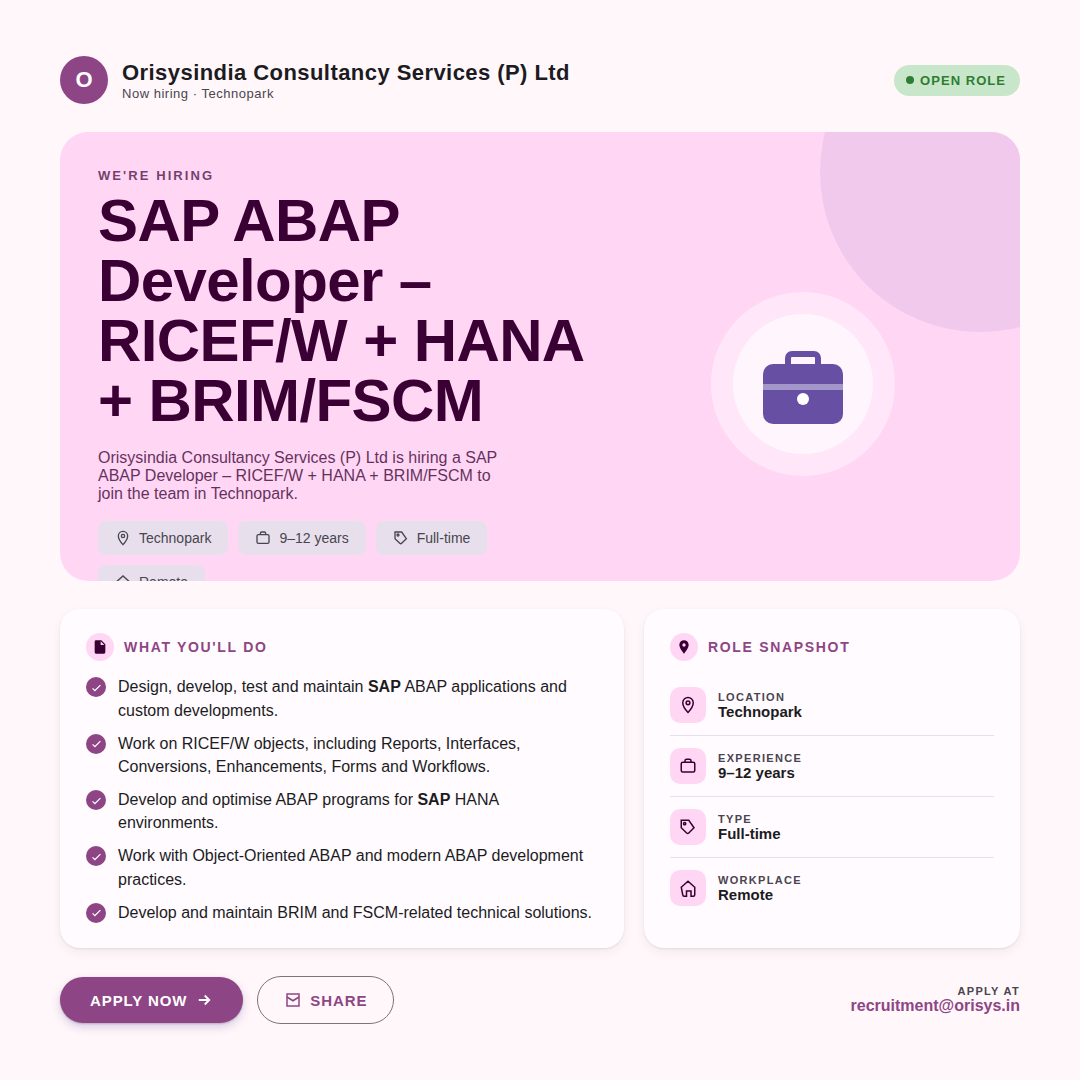 O
Orisysindia Consultancy Services (P) Ltd
Now hiring · Technopark
OPEN ROLE
WE'RE HIRING
SAP ABAP
Developer –
RICEF/W + HANA
+ BRIM/FSCM
Orisysindia Consultancy Services (P) Ltd is hiring a SAP
ABAP Developer – RICEF/W + HANA + BRIM/FSCM to
join the team in Technopark.
Technopark
9–12 years
Full-time
Remote
WHAT YOU'LL DO
Design, develop, test and maintain SAP ABAP applications and
custom developments.
Work on RICEF/W objects, including Reports, Interfaces,
Conversions, Enhancements, Forms and Workflows.
Develop and optimise ABAP programs for SAP HANA
environments.
Work with Object-Oriented ABAP and modern ABAP development
practices.
Develop and maintain BRIM and FSCM-related technical solutions.
ROLE SNAPSHOT
LOCATION
Technopark
EXPERIENCE
9–12 years
TYPE
Full-time
WORKPLACE
Remote
APPLY NOW
SHARE
APPLY AT
recruitment@orisys.in